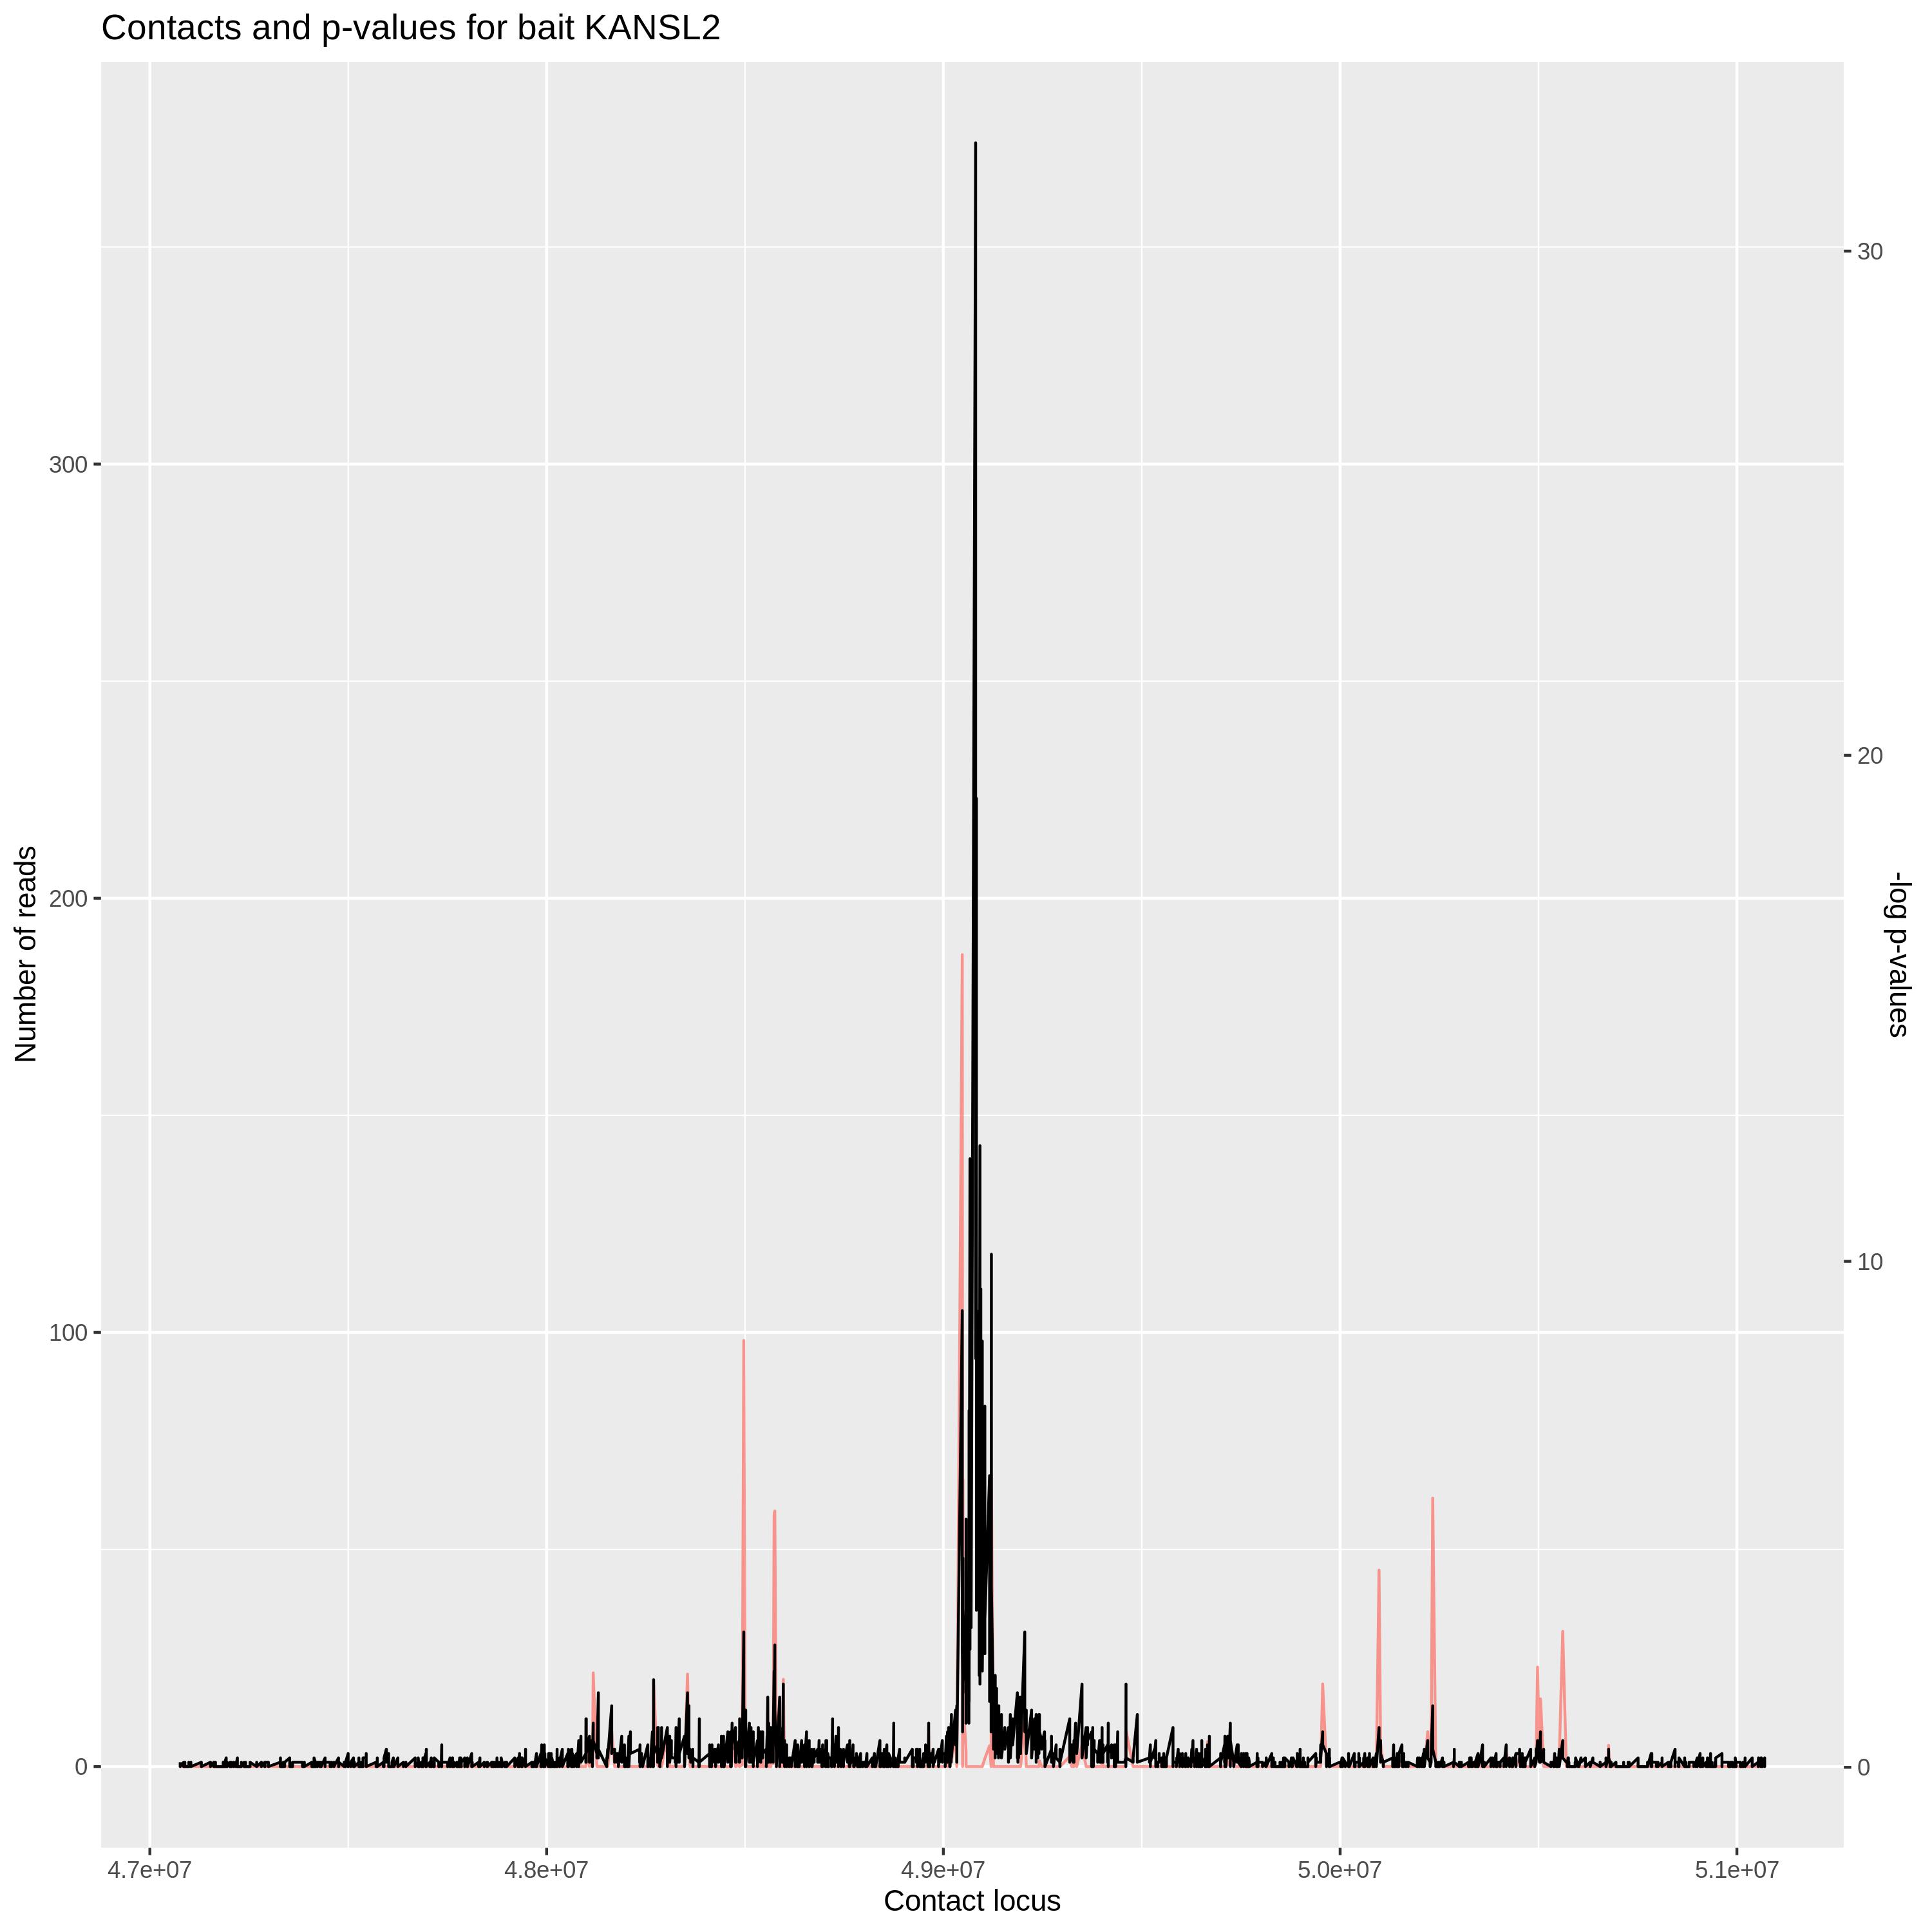 Contacts and p-values for bait KANSL2
Number of reads
300
200
100
0
30
20
10
0
-log p-values
4.7e+07 4.8e+07 4.9e+07 5.0e+07 5.1e+07
Contact locus